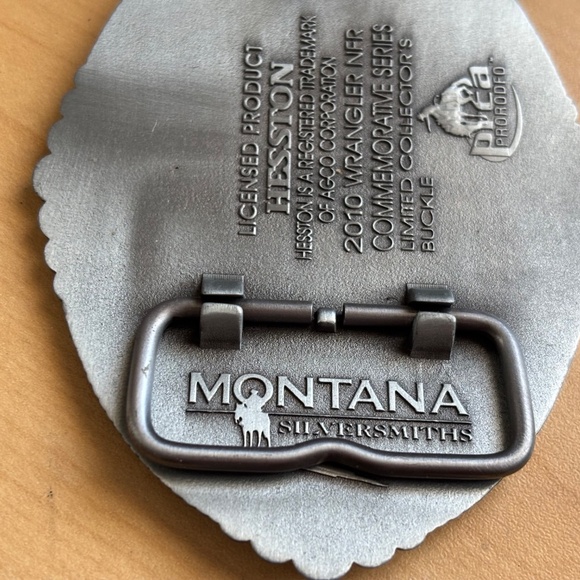 LICENSED PRODUCT
HESSTON
HESSTON IS A REGISTERED TRADEMARK
OF AGCO CORPORATION
2010 WRANGLER NFR
COMMEMORATIVE SERIES
LIMITED COLLECTOR'S
BUCKLE
Prca
PRORODEO
MONTANA
SILVERSMITHS